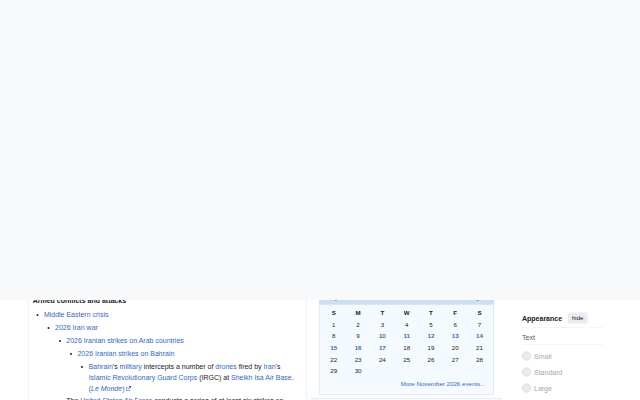 Armed conflicts and attacks
• Middle Eastern crisis
• 2026 Iran war
• 2026 Iranian strikes on Arab countries
• 2026 Iranian strikes on Bahrain
• Bahrain's military intercepts a number of drones fired by Iran's
Islamic Revolutionary Guard Corps (IRGC) at Sheikh Isa Air Base.
(Le Monde)
S M T W T F S
1 2 3 4 5 6 7
8 9 10 11 12 13 14
15 16 17 18 19 20 21
22 23 24 25 26 27 28
29 30
More November 2026 events...
Appearance hide
Text
Small
Standard
Large